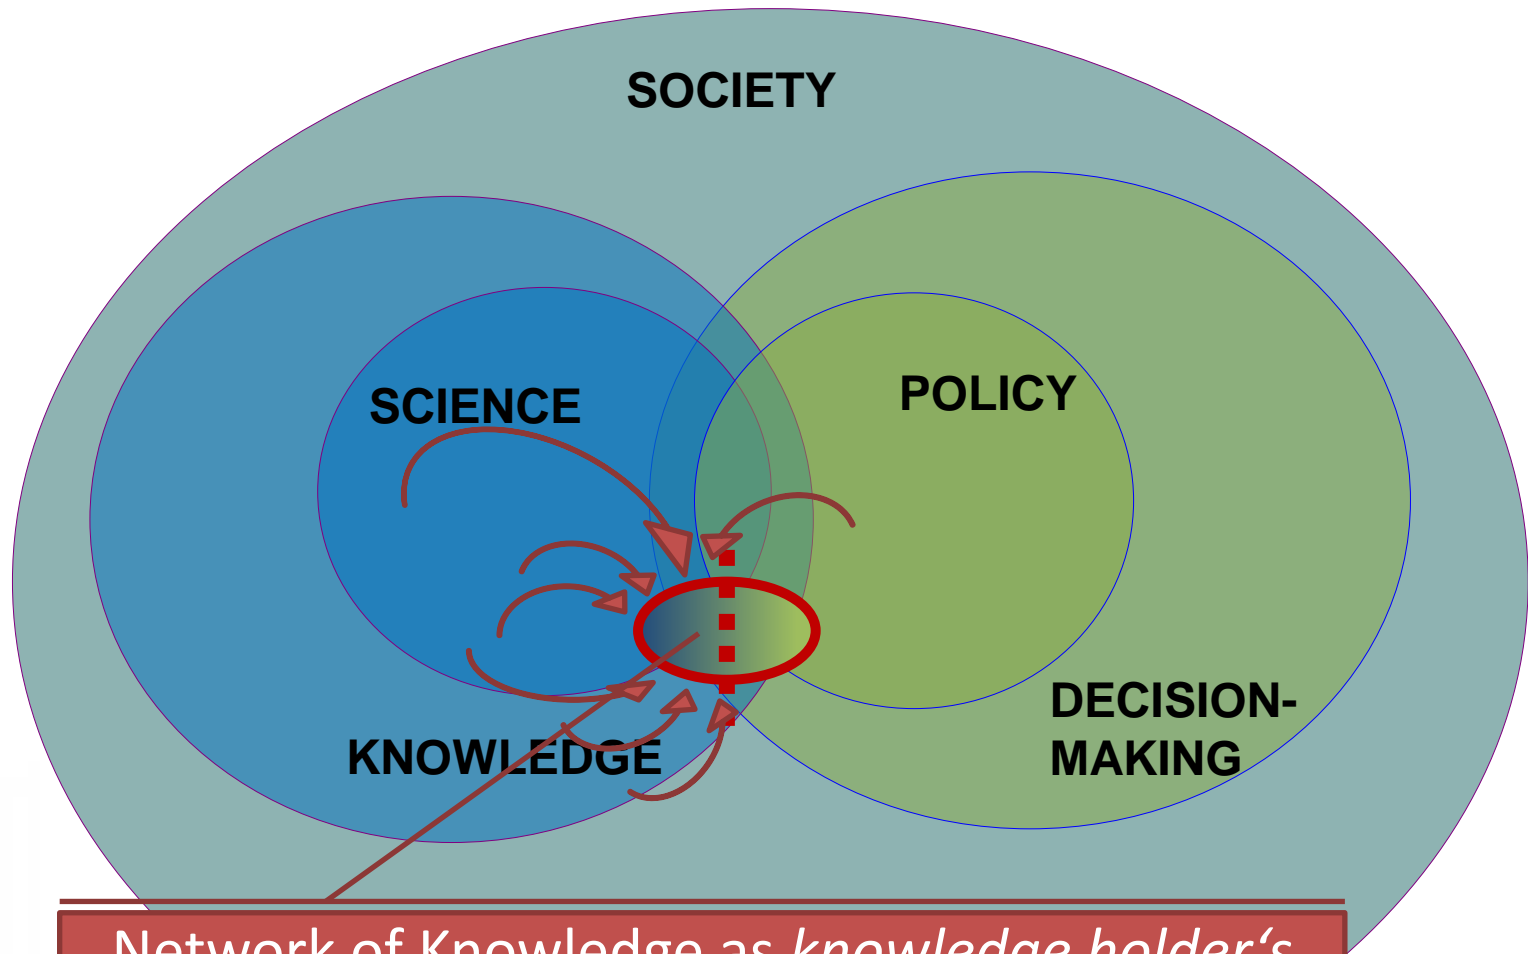 SOCIETY
SCIENCE
POLICY
KNOWLEDGE
DECISION-
MAKING
Network of Knowledge as knowledge holder‘s